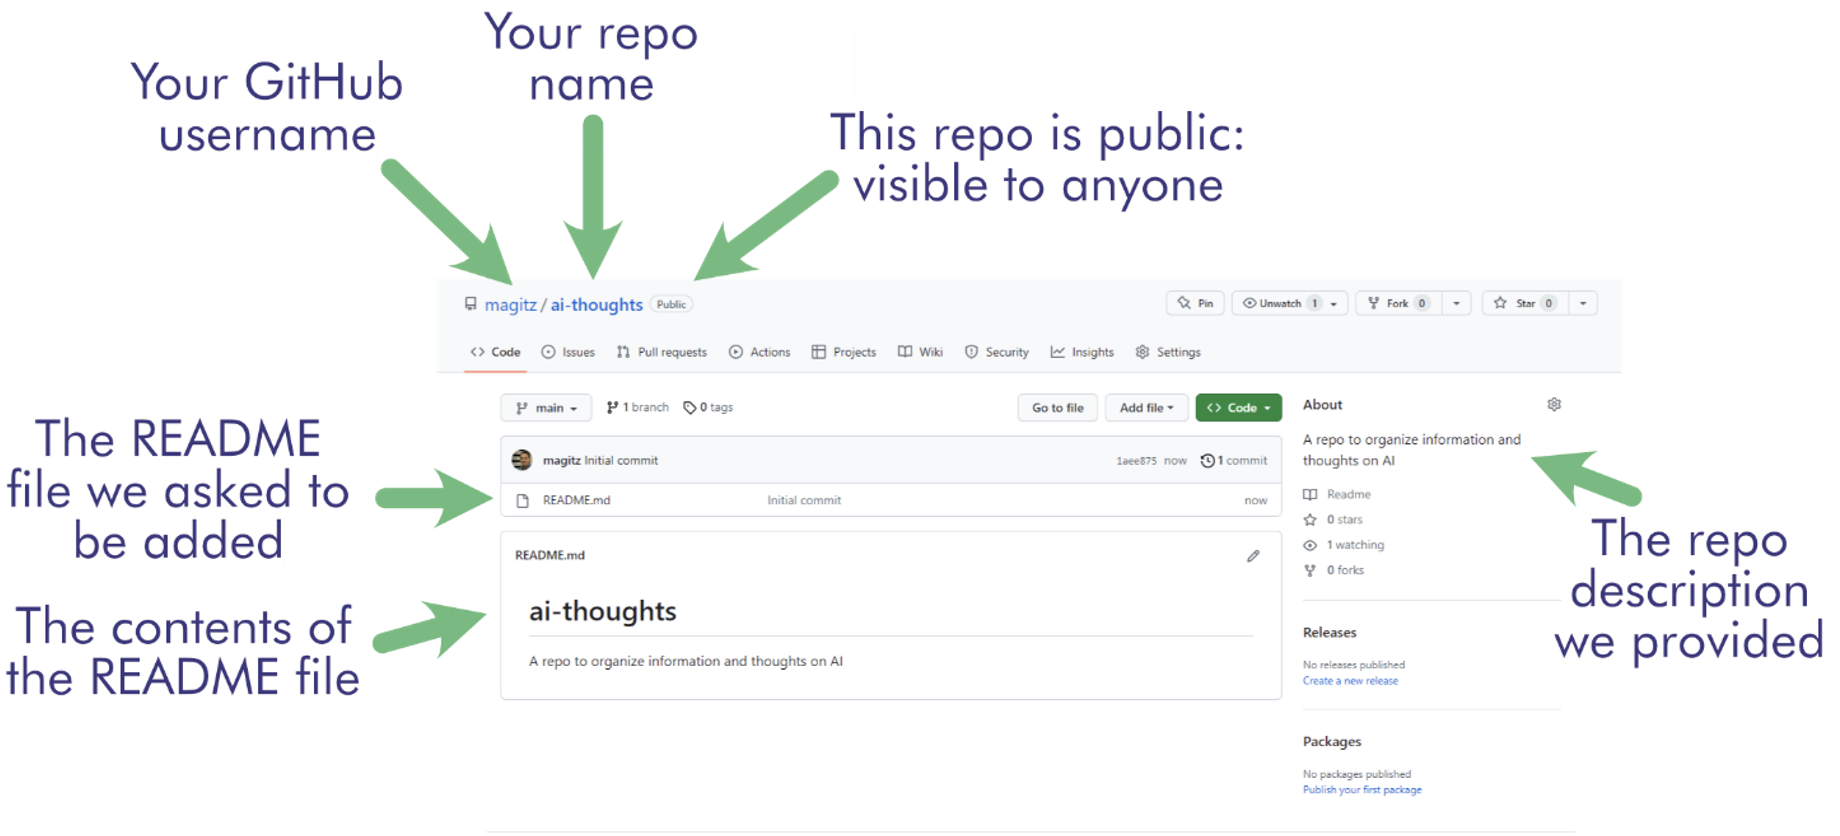 Your repo
name
Your GitHub
username
This repo is public:
visible to anyone
magitz / ai-thoughts Public
Pin
Unwatch 1
Fork 0
Star 0
Code
Issues
Pull requests
Actions
Projects
Wiki
Security
Insights
Settings
main
1 branch
0 tags
Go to file
Add file
Code
magitz Initial commit
1aee875 now
1 commit
README.md
Initial commit
now
README.md
ai-thoughts
A repo to organize information and thoughts on AI
The README
file we asked to
be added
The contents of
the README file
About
A repo to organize information and
thoughts on AI
Readme
0 stars
1 watching
0 forks
Releases
No releases published
Create a new release
Packages
No packages published
Publish your first package
The repo
description
we provided